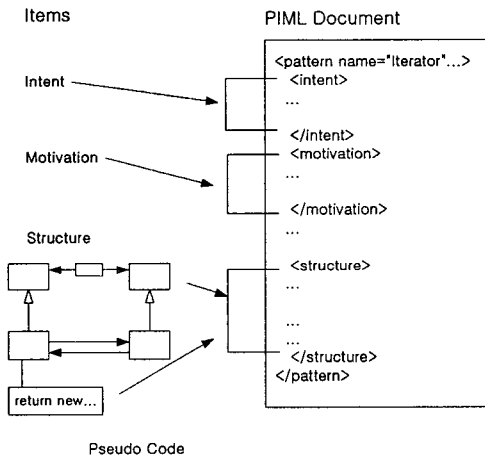 Items
PIML Document
<pattern name="Iterator"...>
Intent
<intent>
...
</intent>
Motivation
<motivation>
...
</motivation>
...
Structure
<structure>
...
...
...
</structure>
</pattern>
return new...
Pseudo Code